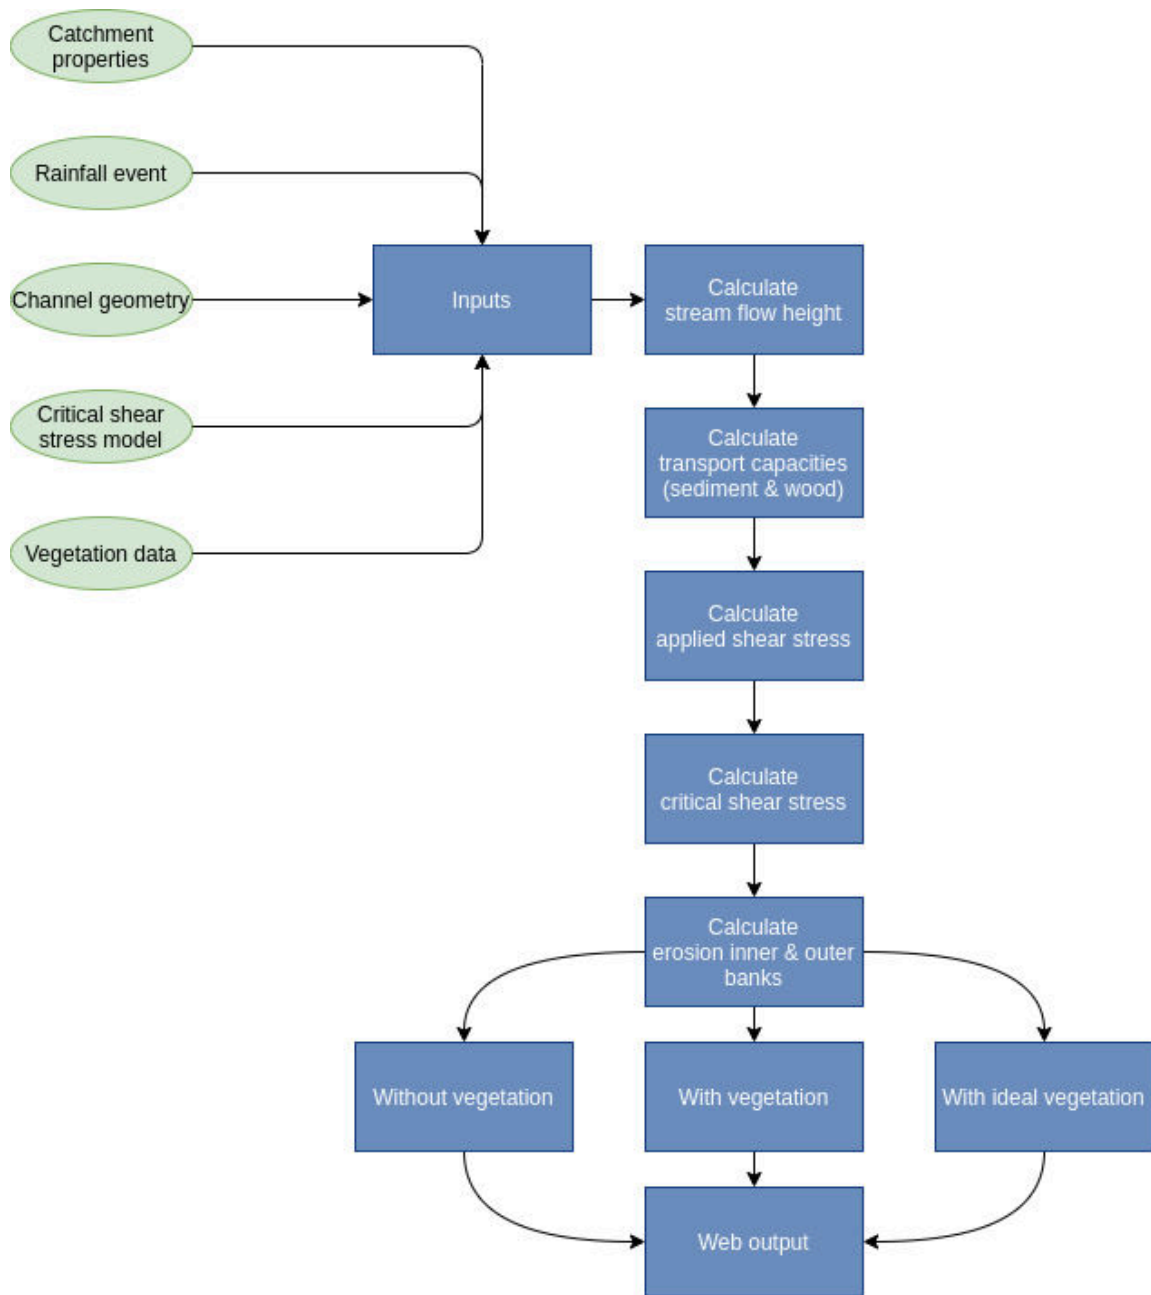 Catchment
properties
Rainfall event
Channel geometry
Inputs
Calculate
stream flow height
Critical shear
stress model
Calculate
transport capacities
(sediment & wood)
Vegetation data
Calculate
applied shear stress
Calculate
critical shear stress
Calculate
erosion inner & outer
banks
Without vegetation
With vegetation
With ideal vegetation
Web output